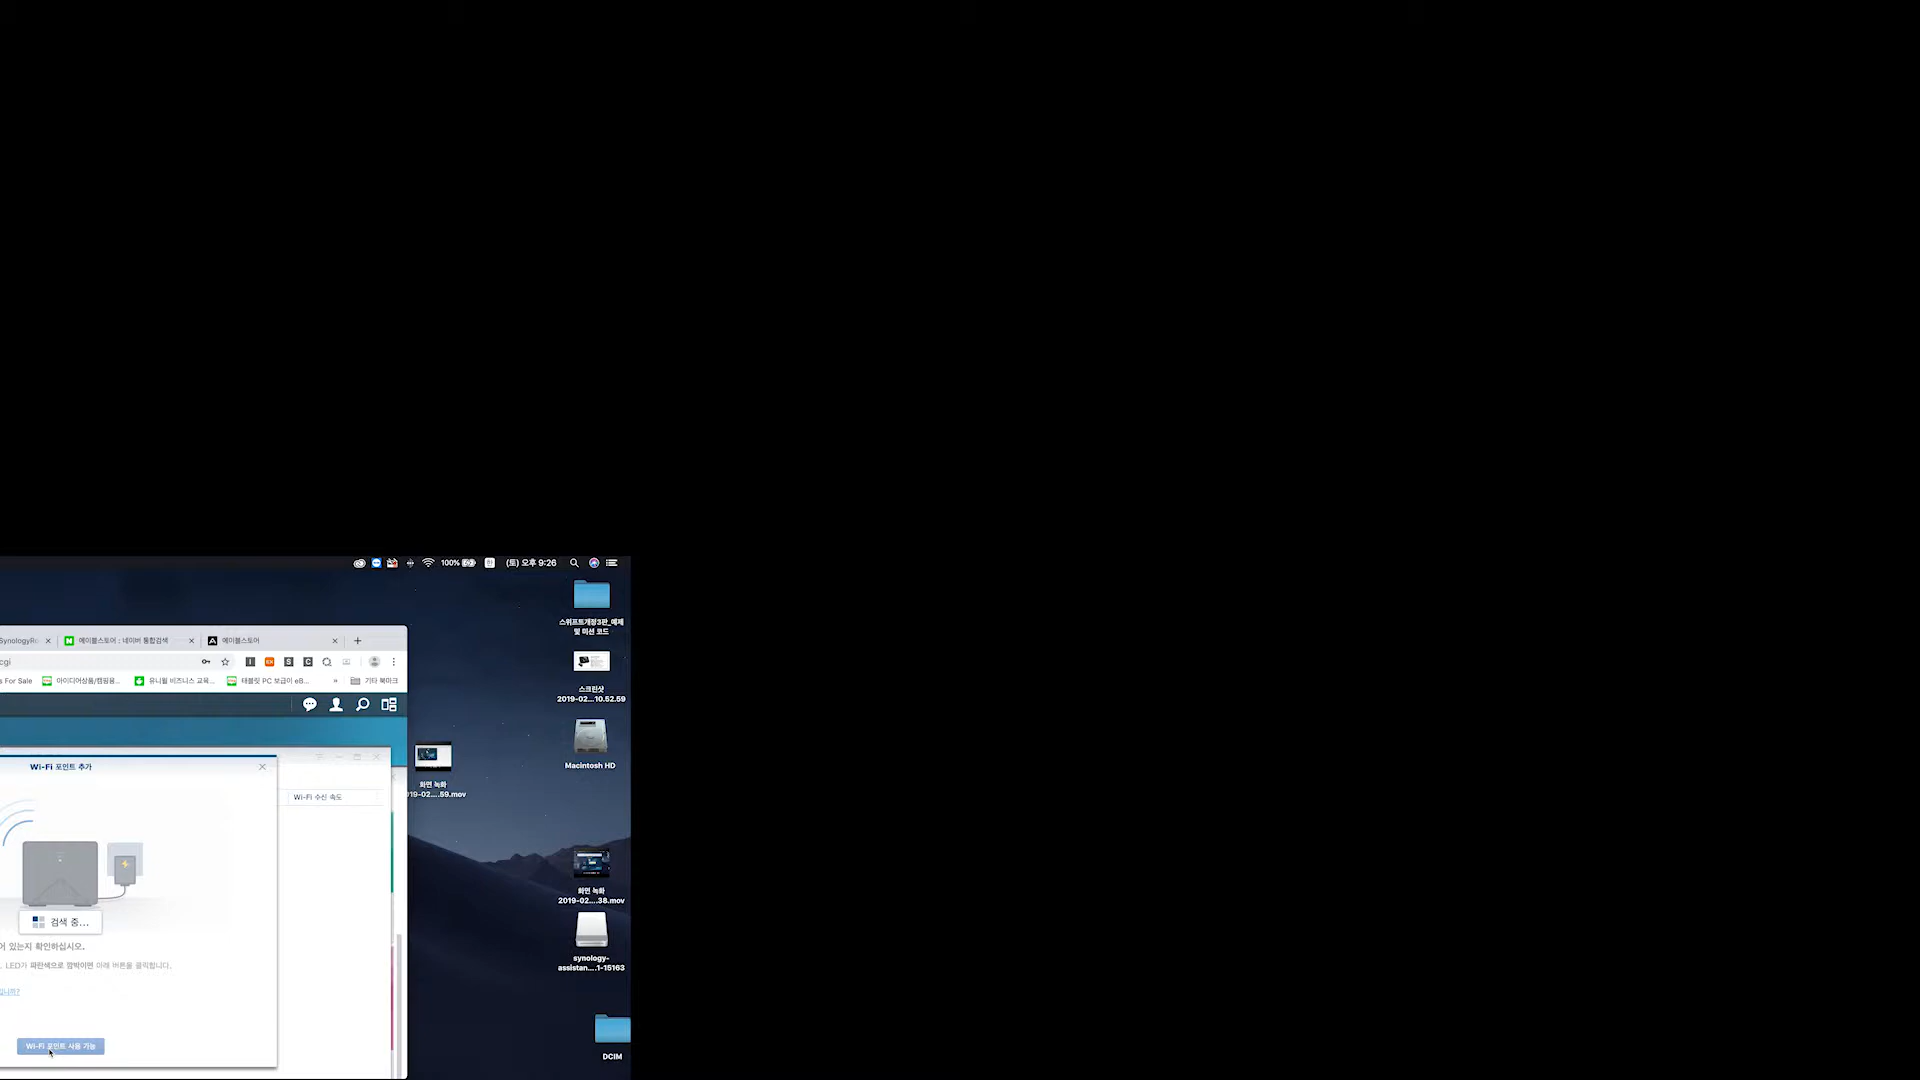 100%
(토) 오후 9:26
스위프트개정3판_예제
및 미션 코드
SynologyRo
에이블스토어 : 네이버 통합검색
에이블스토어
cgi
s For Sale
아이디어상품/캠핑용...
유니월 비즈니스 교육...
태블릿 PC 보급이 eB...
»
기타 북마크
스크린샷
2019-02...10.52.59
Macintosh HD
Wi-Fi 포인트 추가
화면 녹화
19-02....59.mov
Wi-Fi 수신 속도
화면 녹화
2019-02....38.mov
검색 중...
어 있는지 확인하십시오.
. LED가 파란색으로 깜박이면 아래 버튼을 클릭합니다.
입니까?
synology-
assistan....1-15163
Wi-Fi 포인트 사용 가능
DCIM